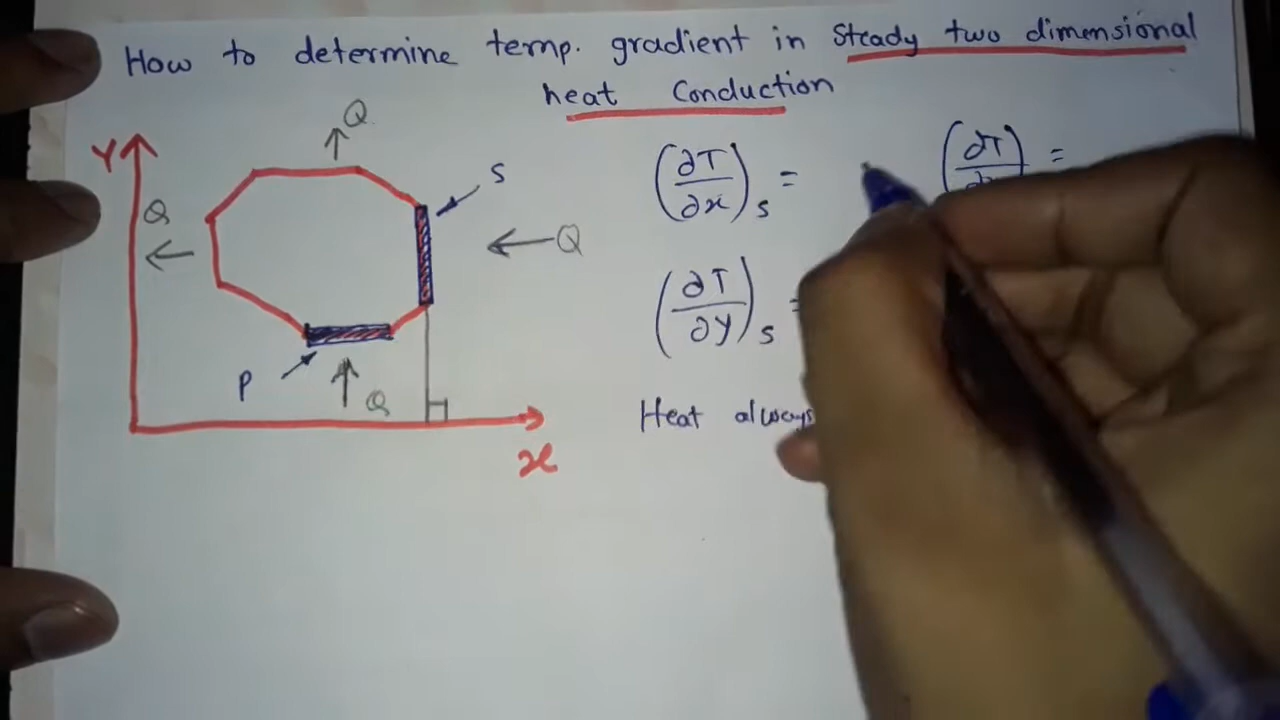 How to determine temp. gradient in Steady two dimensional
heat Conduction
Y
Q
Q
S
Q
P
Q
x
(∂T/∂x)s =
(∂T
(∂T/∂y)s =
Heat always